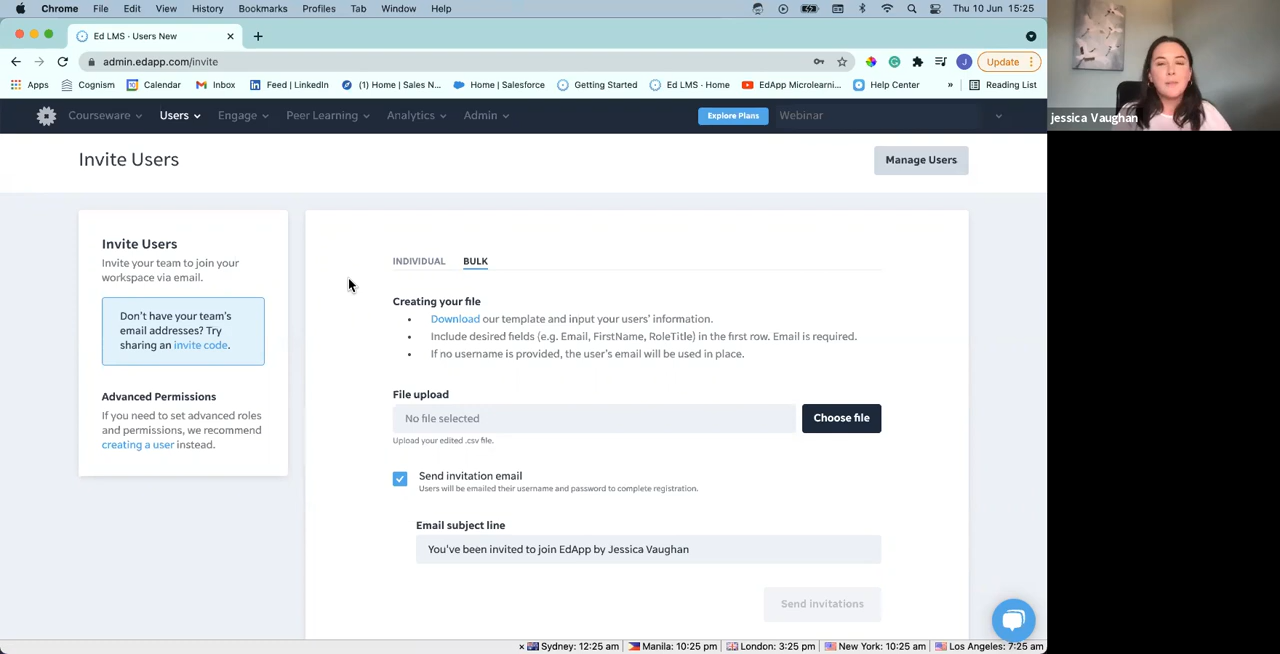 Chrome File Edit View History Bookmarks Profiles Tab Window Help Thu 10 Jun 15:25
Ed LMS · Users New
admin.edapp.com/invite Update
Apps Cognism Calendar Inbox Feed | LinkedIn (1) Home | Sales N... Home | Salesforce Getting Started Ed LMS - Home EdApp Microlearni... Help Center » Reading List
Courseware Users Engage Peer Learning Analytics Admin Explore Plans Webinar
jessica Vaughan
Invite Users
Manage Users
Invite Users
Invite your team to join your
workspace via email.
Don't have your team's
email addresses? Try
sharing an invite code.
Advanced Permissions
If you need to set advanced roles
and permissions, we recommend
creating a user instead.
INDIVIDUAL BULK
Creating your file
• Download our template and input your users' information.
• Include desired fields (e.g. Email, FirstName, RoleTitle) in the first row. Email is required.
• If no username is provided, the user's email will be used in place.
File upload
No file selected
Choose file
Upload your edited .csv file.
Send invitation email
Users will be emailed their username and password to complete registration.
Email subject line
You've been invited to join EdApp by Jessica Vaughan
Send invitations
Sydney: 12:25 am Manila: 10:25 pm London: 3:25 pm New York: 10:25 am Los Angeles: 7:25 am